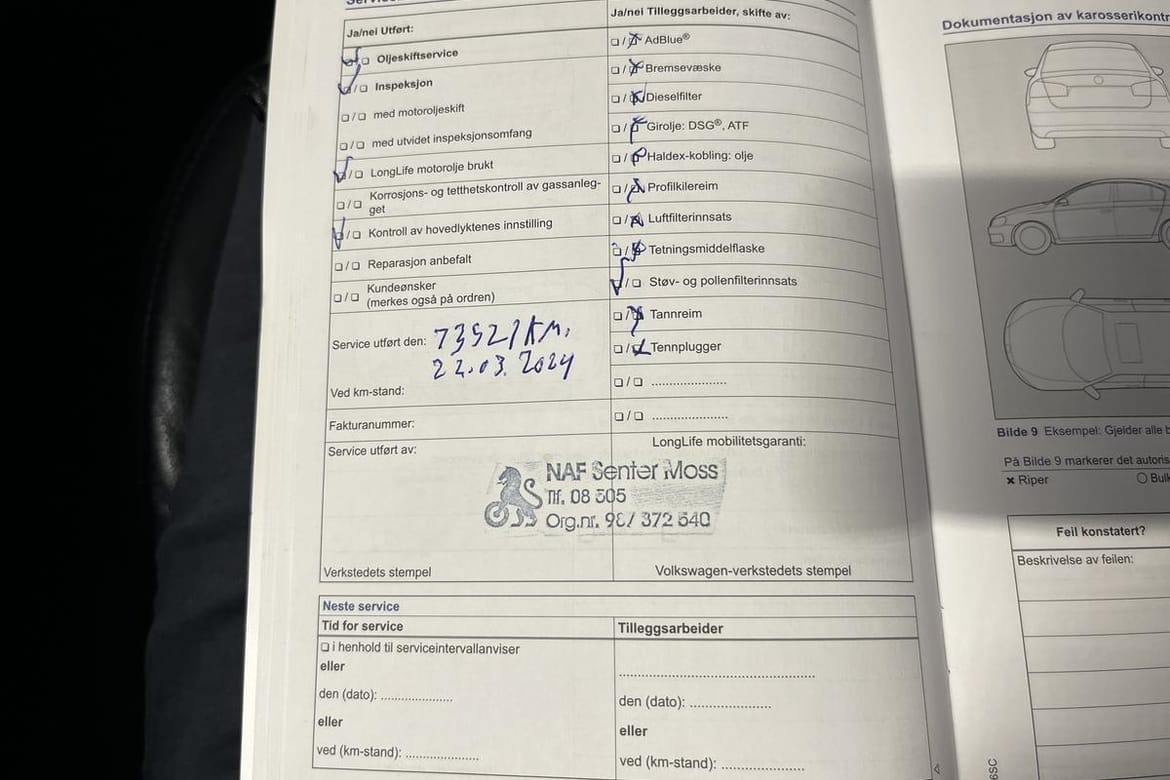 Ja/nei Utført:
☐ Oljeskiftservice
/☐ Inspeksjon
☐/☐ med motoroljeskift
☐/☐ med utvidet inspeksjonsomfang
/☐ LongLife motorolje brukt
☐/☐ Korrosjons- og tetthetskontroll av gassanleg-
get
/☐ Kontroll av hovedlyktenes innstilling
☐/☐ Reparasjon anbefalt
☐/☐ Kundeønsker
(merkes også på ordren)
Service utført den: 73921 KM.
22.03.2024
Ved km-stand:
Fakturanummer:
Service utført av:
Ja/nei Tilleggsarbeider, skifte av:
☐/ AdBlue®
☐/ Bremsevæske
☐/ Dieselfilter
☐/ Girolje: DSG®, ATF
☐/ Haldex-kobling: olje
☐/ Profilkilereim
☐/ Luftfilterinnsats
☐/ Tetningsmiddelflaske
/☐ Støv- og pollenfilterinnsats
☐/ Tannreim
☐/ Tennplugger
☐/☐ ......................
☐/☐ ......................
LongLife mobilitetsgaranti:
NAF Senter Moss
Tlf. 08 505
Org.nr. 987 372 640
Verkstedets stempel
Volkswagen-verkstedets stempel
Neste service
Tid for service
☐ i henhold til serviceintervallanviser
eller
den (dato): .....................
eller
ved (km-stand): .....................
Tilleggsarbeider
..........................................................
den (dato): ........................
eller
ved (km-stand): ........................
Dokumentasjon av karosserikontr
Bilde 9 Eksempel: Gjelder alle
På Bilde 9 markerer det autoris
× Riper
○ Bulk
Feil konstatert?
Beskrivelse av feilen:
6SC